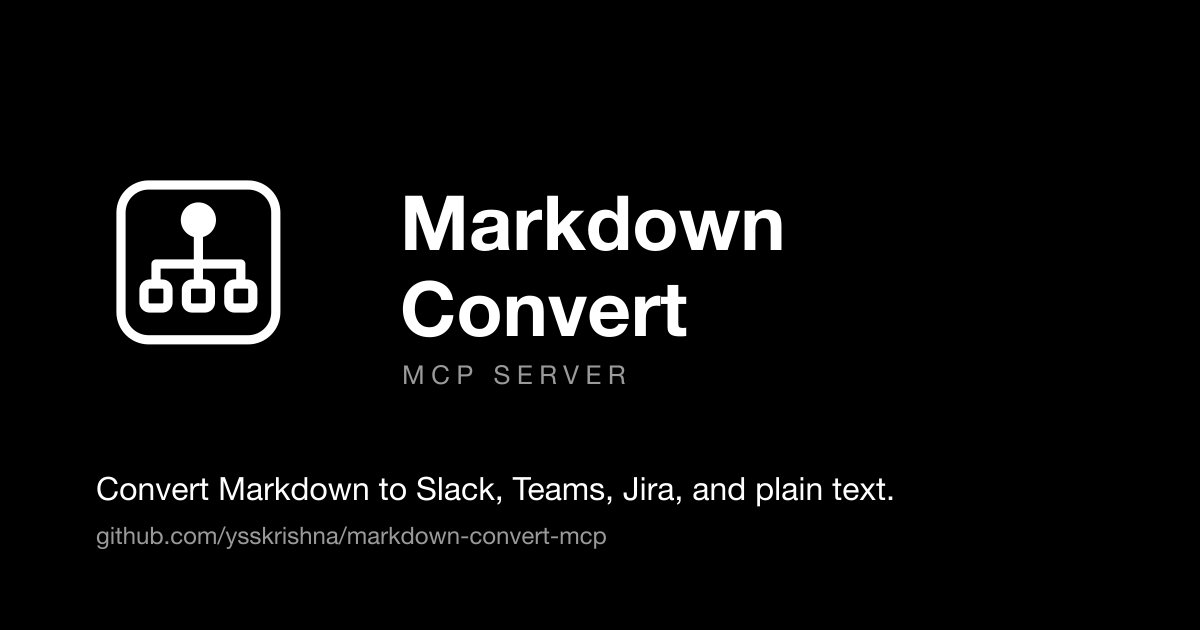 Markdown
Convert
MCP SERVER
Convert Markdown to Slack, Teams, Jira, and plain text.
github.com/ysskrishna/markdown-convert-mcp